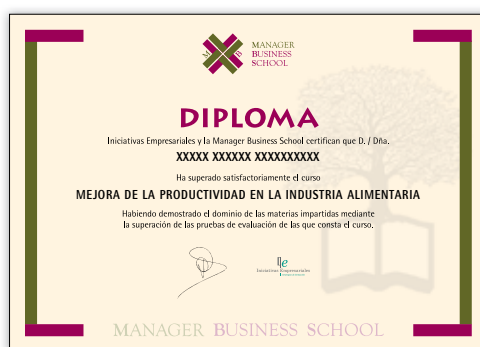 M B
MANAGER
BUSINESS
SCHOOL
DIPLOMA
Iniciativas Empresariales y la Manager Business School certifican que D. / Dña.
XXXXX XXXXXX XXXXXXXXXX
Ha superado satisfactoriamente el curso
MEJORA DE LA PRODUCTIVIDAD EN LA INDUSTRIA ALIMENTARIA
Habiendo demostrado el dominio de las materias impartidas mediante
la superación de las pruebas de evaluación de las que consta el curso.
Iniciativas Empresariales
MANAGER BUSINESS SCHOOL